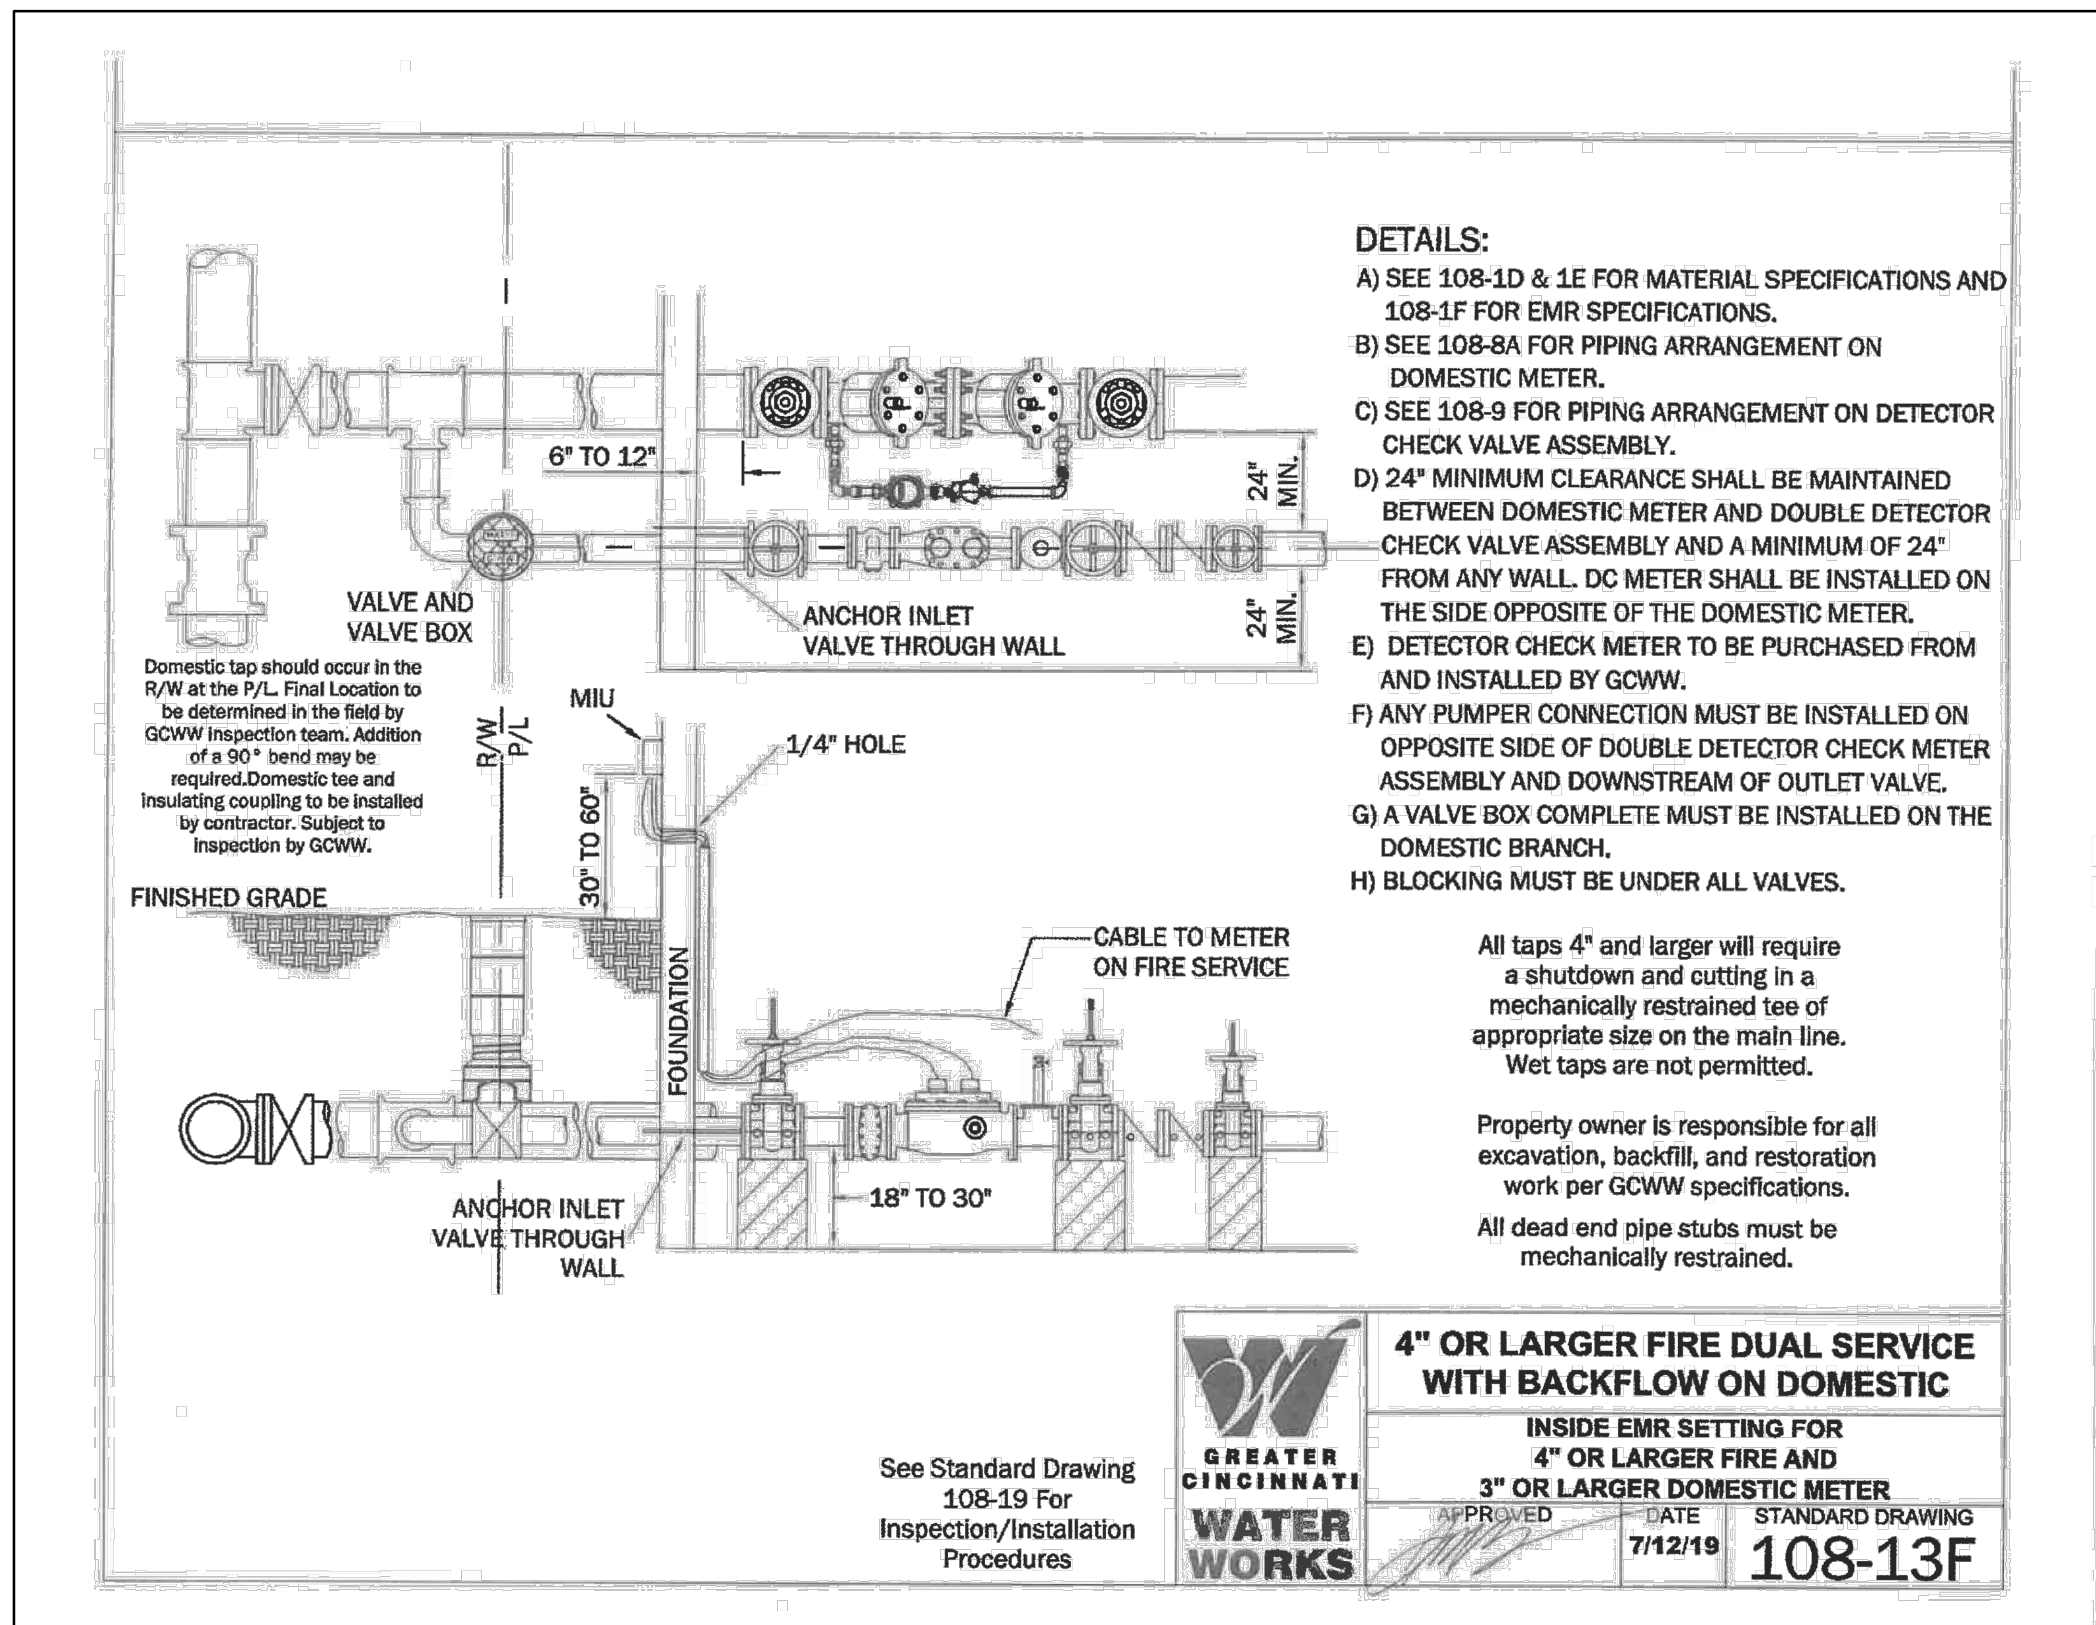 DETAILS:
A) SEE 108-1D & 1E FOR MATERIAL SPECIFICATIONS AND
108-1F FOR EMR SPECIFICATIONS.
B) SEE 108-8A FOR PIPING ARRANGEMENT ON
DOMESTIC METER.
C) SEE 108-9 FOR PIPING ARRANGEMENT ON DETECTOR
CHECK VALVE ASSEMBLY.
D) 24" MINIMUM CLEARANCE SHALL BE MAINTAINED
BETWEEN DOMESTIC METER AND DOUBLE DETECTOR
CHECK VALVE ASSEMBLY AND A MINIMUM OF 24"
FROM ANY WALL. DC METER SHALL BE INSTALLED ON
THE SIDE OPPOSITE OF THE DOMESTIC METER.
E) DETECTOR CHECK METER TO BE PURCHASED FROM
AND INSTALLED BY GCWW.
F) ANY PUMPER CONNECTION MUST BE INSTALLED ON
OPPOSITE SIDE OF DOUBLE DETECTOR CHECK METER
ASSEMBLY AND DOWNSTREAM OF OUTLET VALVE.
G) A VALVE BOX COMPLETE MUST BE INSTALLED ON THE
DOMESTIC BRANCH.
H) BLOCKING MUST BE UNDER ALL VALVES.
6" TO 12"
24"
MIN.
24"
MIN.
VALVE AND
VALVE BOX
ANCHOR INLET
VALVE THROUGH WALL
Domestic tap should occur in the
R/W at the P/L. Final Location to
be determined in the field by
GCWW inspection team. Addition
of a 90° bend may be
required.Domestic tee and
insulating coupling to be installed
by contractor. Subject to
inspection by GCWW.
R/W
P/L
MIU
1/4" HOLE
30" TO 60"
FINISHED GRADE
FOUNDATION
CABLE TO METER
ON FIRE SERVICE
18" TO 30"
ANCHOR INLET
VALVE THROUGH
WALL
All taps 4" and larger will require
a shutdown and cutting in a
mechanically restrained tee of
appropriate size on the main line.
Wet taps are not permitted.
Property owner is responsible for all
excavation, backfill, and restoration
work per GCWW specifications.
All dead end pipe stubs must be
mechanically restrained.
See Standard Drawing
108-19 For
Inspection/Installation
Procedures
GREATER
CINCINNATI
WATER
WORKS
4" OR LARGER FIRE DUAL SERVICE
WITH BACKFLOW ON DOMESTIC
INSIDE EMR SETTING FOR
4" OR LARGER FIRE AND
3" OR LARGER DOMESTIC METER
APPROVED
DATE
7/12/19
STANDARD DRAWING
108-13F